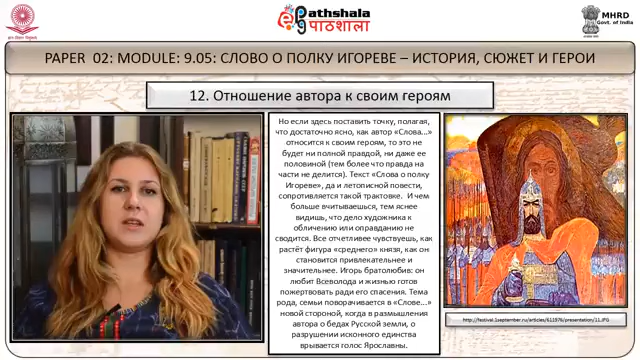 ePathshala
पाठशाला
MHRD
PAPER 02: MODULE: 9.05: СЛОВО О ПОЛКУ ИГОРЕВЕ – ИСТОРИЯ, СЮЖЕТ И ГЕРОИ
12. Отношение автора к своим героям
Но если здесь поставить точку, полагая,
что достаточно ясно, как автор «Слова…»
относится к своим героям, то это не
будет ни полной правдой, ни даже ее
половиной (тем более что правда на
части не делится). Текст «Слова о полку
Игореве», да и летописной повести,
сопротивляется такой трактовке. И чем
больше вчитываешься, тем яснее
видишь, что дело художника к
обличению или оправданию не
сводится. Все отчетливее чувствуешь, как
растёт фигура «среднего» князя, как он
становится привлекательнее и
значительнее. Игорь братолюбив: он
любит Всеволода и жизнью готов
пожертвовать ради его спасения. Тема
рода, семьи поворачивается в «Слове…»
новой стороной, когда в размышления
автора о бедах Русской земли, о
разрушении исконного единства
врывается голос Ярославны.
http://festival.1september.ru/articles/611976/presentation/11.JPG